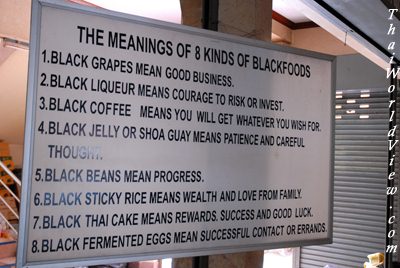 THE MEANINGS OF 8 KINDS OF BLACKFOODS
1.BLACK GRAPES MEAN GOOD BUSINESS.
2.BLACK LIQUEUR MEANS COURAGE TO RISK OR INVEST.
3.BLACK COFFEE MEANS YOU WILL GET WHATEVER YOU WISH FOR.
4.BLACK JELLY OR SHOA GUAY MEANS PATIENCE AND CAREFUL
THOUGHT.
5.BLACK BEANS MEAN PROGRESS.
6.BLACK STICKY RICE MEANS WEALTH AND LOVE FROM FAMILY.
7.BLACK THAI CAKE MEANS REWARDS, SUCCESS AND GOOD LUCK.
8.BLACK FERMENTED EGGS MEAN SUCCESSFUL CONTACT OR ERRANDS.
ThaiWorldView.com